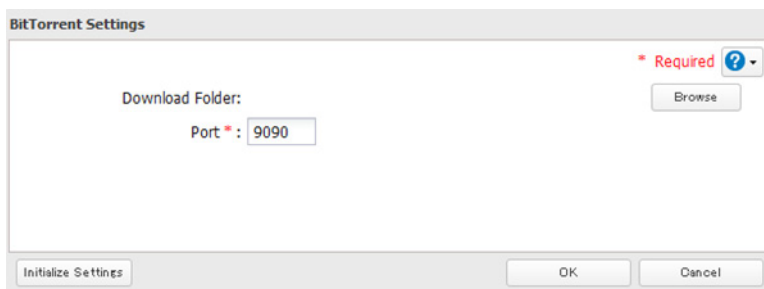 BitTorrent Settings
* Required ?
Download Folder: Browse
Port * : 9090
Initialize Settings OK Cancel